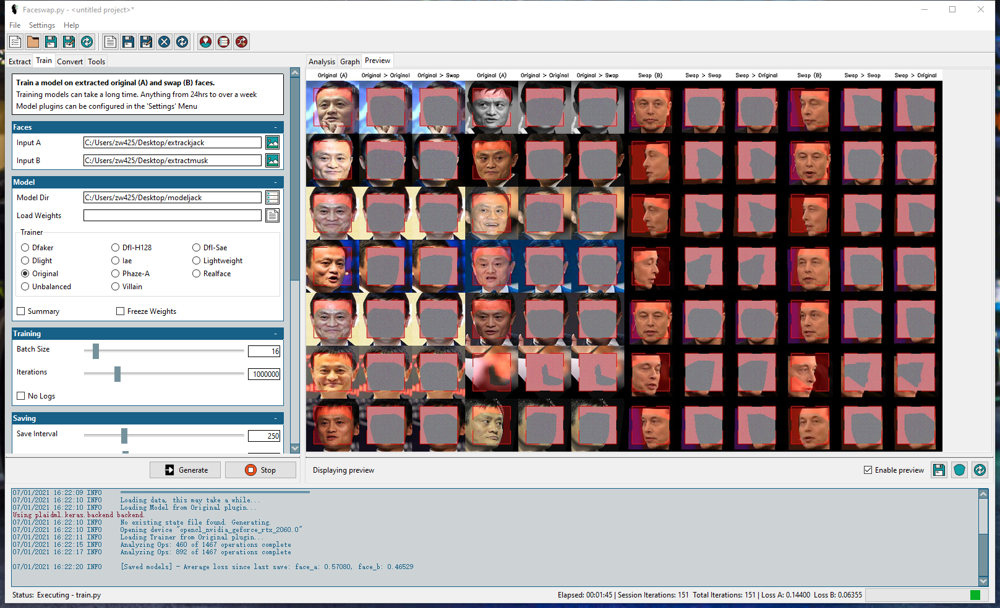 Faceswap.py - <untitled project>*
File Settings Help
Extract Train Convert Tools
Train a model on extracted original (A) and swap (B) faces.
Training models can take a long time. Anything from 24hrs to over a week
Model plugins can be configured in the 'Settings' Menu
Faces -
Input A C:/Users/zw425/Desktop/extrackjack
Input B C:/Users/zw425/Desktop/extractmusk
Model -
Model Dir C:/Users/zw425/Desktop/modeljack
Load Weights
Trainer
Dfaker Dfl-H128 Dfl-Sae
Dlight Iae Lightweight
Original Phaze-A Realface
Unbalanced Villain
Summary Freeze Weights
Training -
Batch Size 16
Iterations 1000000
No Logs
Saving -
Save Interval 250
Generate Stop
Analysis Graph Preview
Original (A) Original > Original Original > Swap Original (A) Original > Original Original > Swap Swap (B) Swap > Swap Swap > Original Swap (B) Swap > Swap Swap > Original
Displaying preview Enable preview
07/01/2021 16:22:09 INFO
07/01/2021 16:22:10 INFO Loading data, this may take a while...
07/01/2021 16:22:10 INFO Loading Model from Original plugin...
Using plaidml.keras.backend backend.
07/01/2021 16:22:10 INFO No existing state file found. Generating.
07/01/2021 16:22:10 INFO Opening device "opencl_nvidia_geforce_rtx_2060.0"
07/01/2021 16:22:11 INFO Loading Trainer from Original plugin...
07/01/2021 16:22:15 INFO Analyzing Ops: 460 of 1467 operations complete
07/01/2021 16:22:17 INFO Analyzing Ops: 892 of 1467 operations complete
07/01/2021 16:22:20 INFO [Saved models] - Average loss since last save: face_a: 0.57080, face_b: 0.46529
Status: Executing - train.py Elapsed: 00:01:45 | Session Iterations: 151 Total Iterations: 151 | Loss A: 0.14400 Loss B: 0.06355